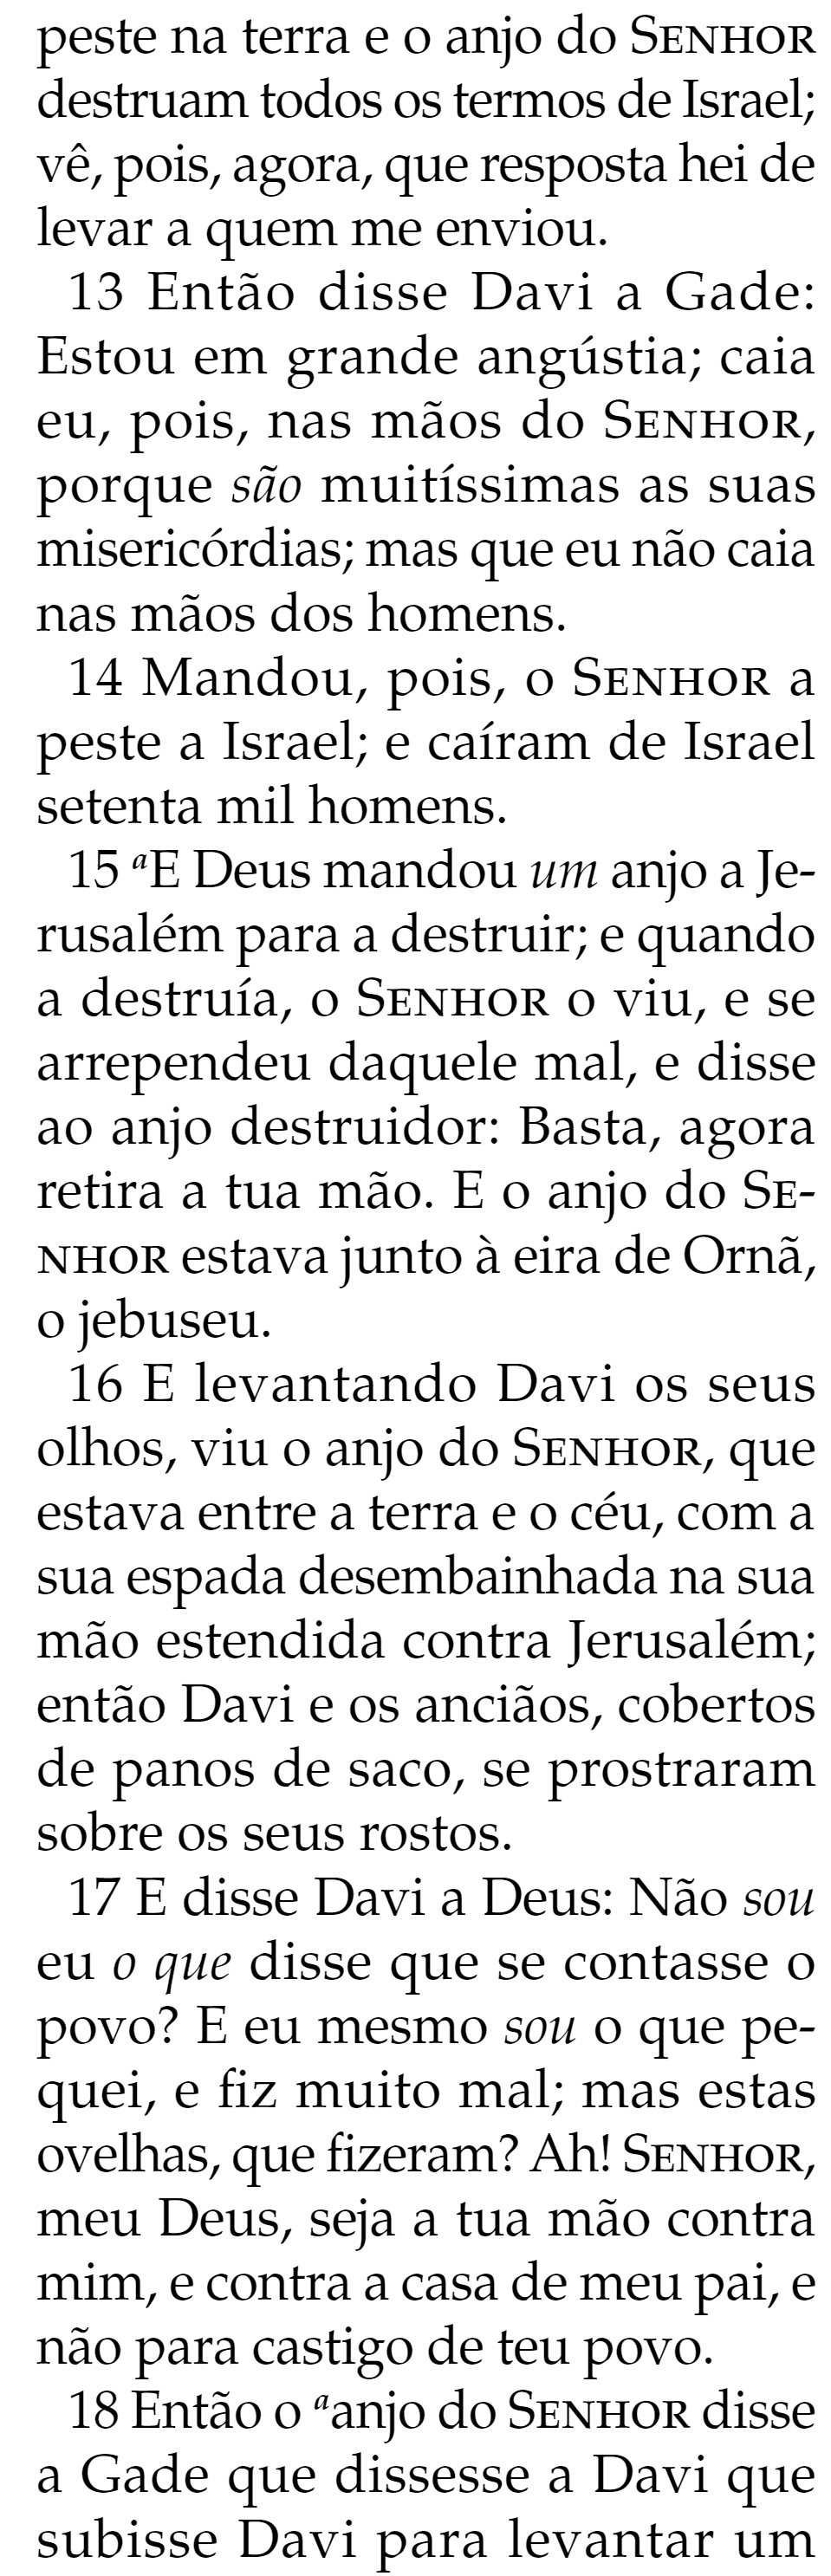 peste na terra e o anjo do SENHOR
destruam todos os termos de Israel;
vê, pois, agora, que resposta hei de
levar a quem me enviou.
13 Então disse Davi a Gade:
Estou em grande angústia; caia
eu, pois, nas mãos do SENHOR,
porque são muitíssimas as suas
misericórdias; mas que eu não caia
nas mãos dos homens.
14 Mandou, pois, o SENHOR a
peste a Israel; e caíram de Israel
setenta mil homens.
15 ªE Deus mandou um anjo a Je-
rusalém para a destruir; e quando
a destruía, o SENHOR o viu, e se
arrependeu daquele mal, e disse
ao anjo destruidor: Basta, agora
retira a tua mão. E o anjo do SE-
NHOR estava junto à eira de Ornã,
o jebuseu.
16 E levantando Davi os seus
olhos, viu o anjo do SENHOR, que
estava entre a terra e o céu, com a
sua espada desembainhada na sua
mão estendida contra Jerusalém;
então Davi e os anciãos, cobertos
de panos de saco, se prostraram
sobre os seus rostos.
17 E disse Davi a Deus: Não sou
eu o que disse que se contasse o
povo? E eu mesmo sou o que pe-
quei, e fiz muito mal; mas estas
ovelhas, que fizeram? Ah! SENHOR,
meu Deus, seja a tua mão contra
mim, e contra a casa de meu pai, e
não para castigo de teu povo.
18 Então o ªanjo do SENHOR disse
a Gade que dissesse a Davi que
subisse Davi para levantar um